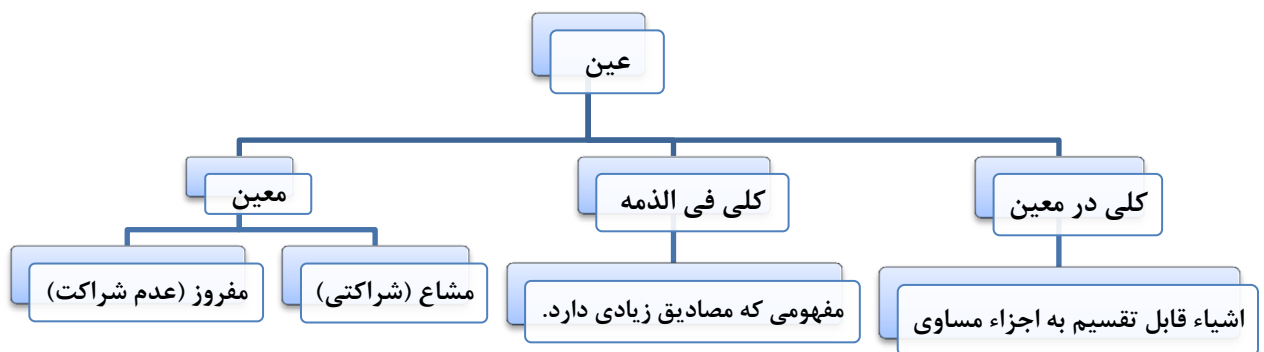 عین
کلی در معین
کلی فی الذمه
معین
اشیاء قابل تقسیم به اجزاء مساوی
مفهومی که مصادیق زیادی دارد.
مشاع (شراکتی)
مفروز (عدم شراکت)